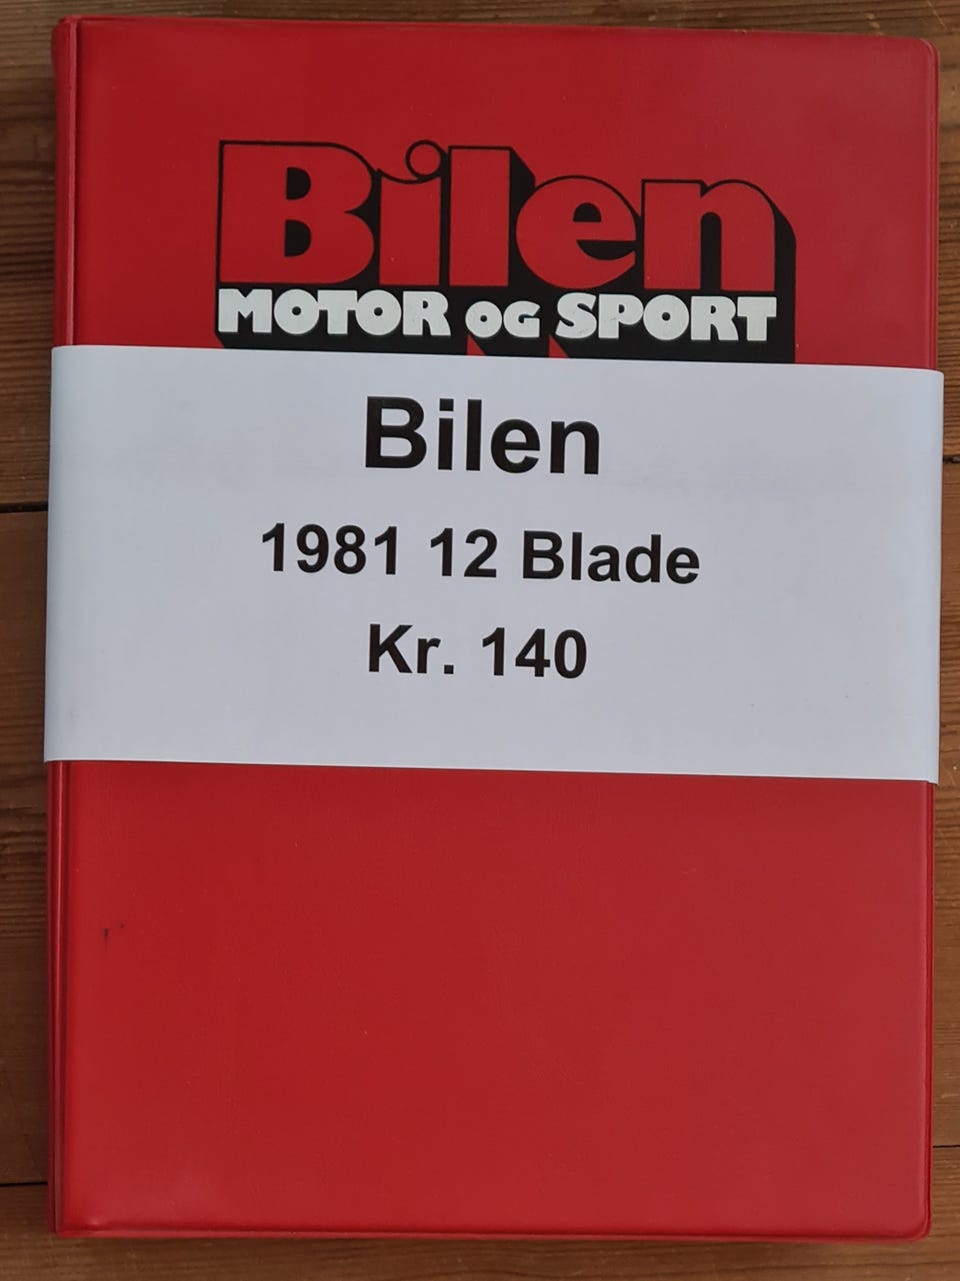 Bilen
MOTOR OG SPORT
Bilen
1981 12 Blade
Kr. 140